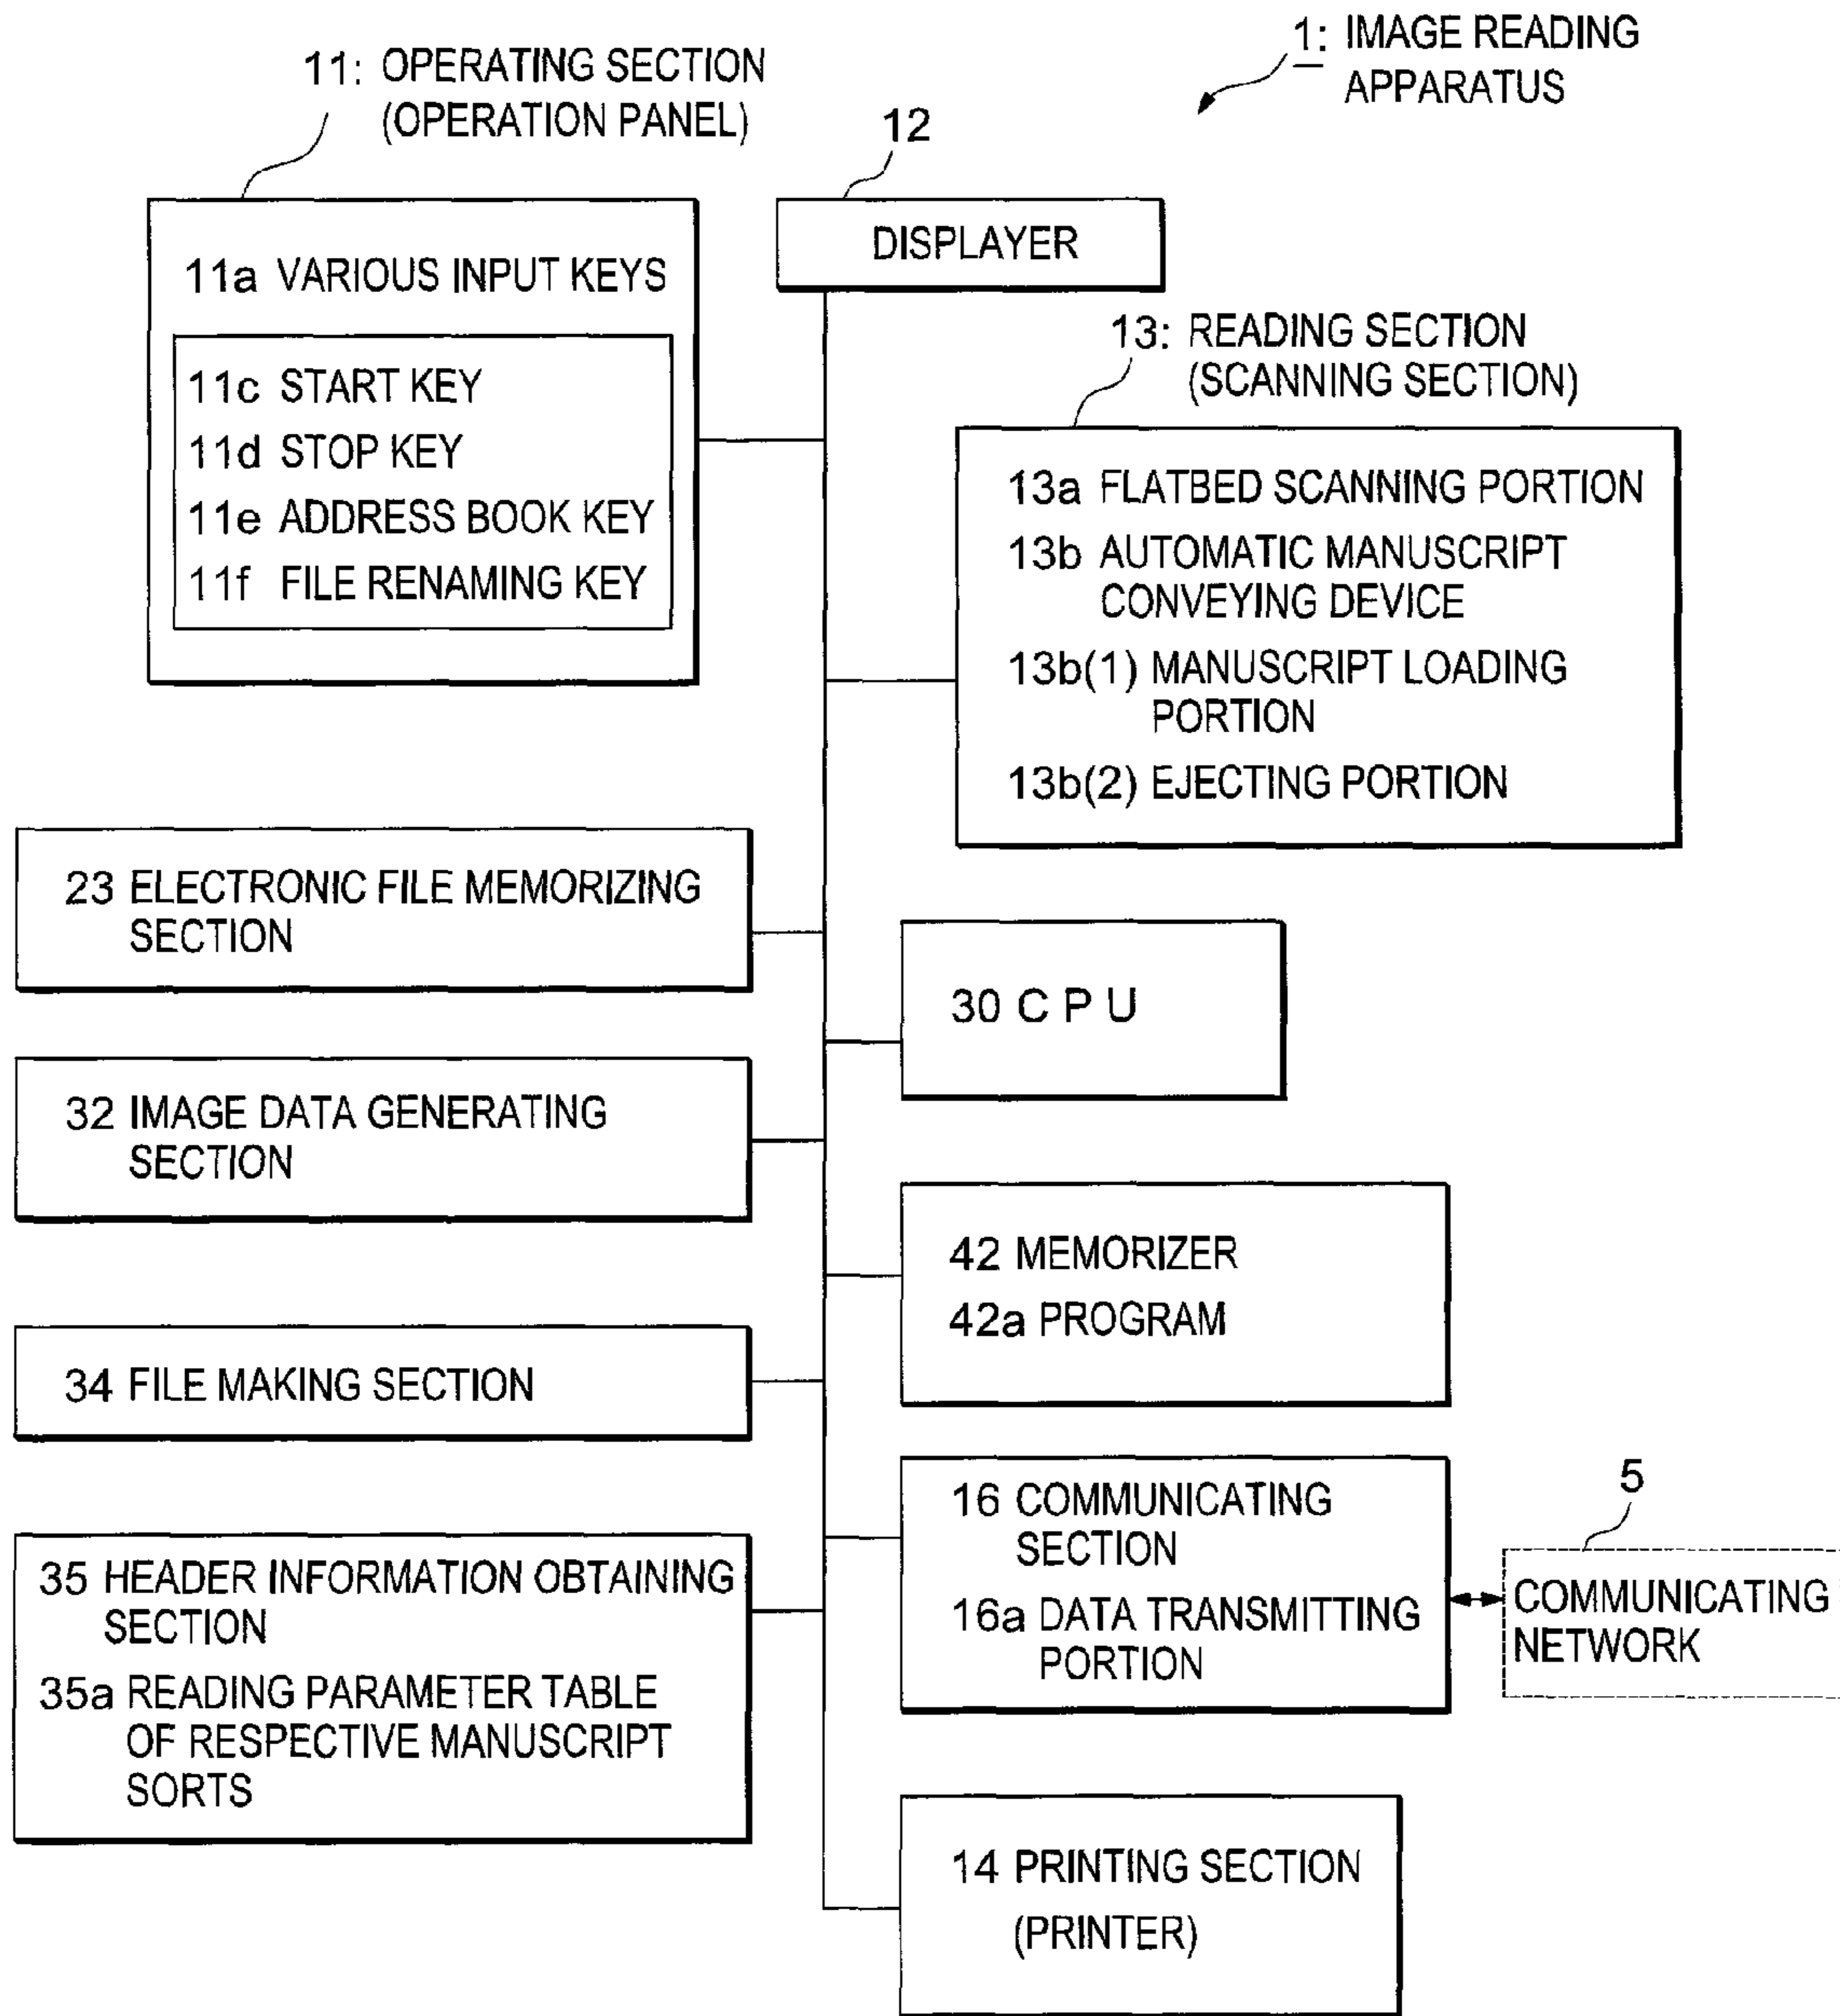 1: IMAGE READING
APPARATUS
11: OPERATING SECTION
(OPERATION PANEL)
12
DISPLAYER
11a VARIOUS INPUT KEYS
11c START KEY
11d STOP KEY
11e ADDRESS BOOK KEY
11f FILE RENAMING KEY
13: READING SECTION
(SCANNING SECTION)
13a FLATBED SCANNING PORTION
13b AUTOMATIC MANUSCRIPT
CONVEYING DEVICE
13b(1) MANUSCRIPT LOADING
PORTION
13b(2) EJECTING PORTION
23 ELECTRONIC FILE MEMORIZING
SECTION
30 C P U
32 IMAGE DATA GENERATING
SECTION
42 MEMORIZER
42a PROGRAM
34 FILE MAKING SECTION
16 COMMUNICATING
SECTION
16a DATA TRANSMITTING
PORTION
5
COMMUNICATING
NETWORK
35 HEADER INFORMATION OBTAINING
SECTION
35a READING PARAMETER TABLE
OF RESPECTIVE MANUSCRIPT
SORTS
14 PRINTING SECTION
(PRINTER)